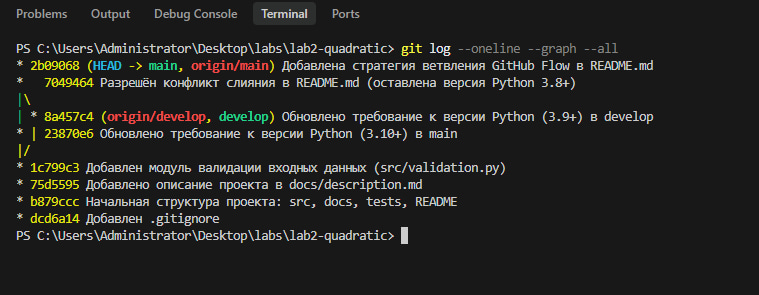 Problems Output Debug Console Terminal Ports
PS C:\Users\Administrator\Desktop\labs\lab2-quadratic> git log --oneline --graph --all
* 2b09068 (HEAD -> main, origin/main) Добавлена стратегия ветвления GitHub Flow в README.md
*   7049464 Разрешён конфликт слияния в README.md (оставлена версия Python 3.8+)
|\
| * 8a457c4 (origin/develop, develop) Обновлено требование к версии Python (3.9+) в develop
* | 23870e6 Обновлено требование к версии Python (3.10+) в main
|/
* 1c799c3 Добавлен модуль валидации входных данных (src/validation.py)
* 75d5595 Добавлено описание проекта в docs/description.md
* b879ccc Начальная структура проекта: src, docs, tests, README
* dcd6a14 Добавлен .gitignore
PS C:\Users\Administrator\Desktop\labs\lab2-quadratic>